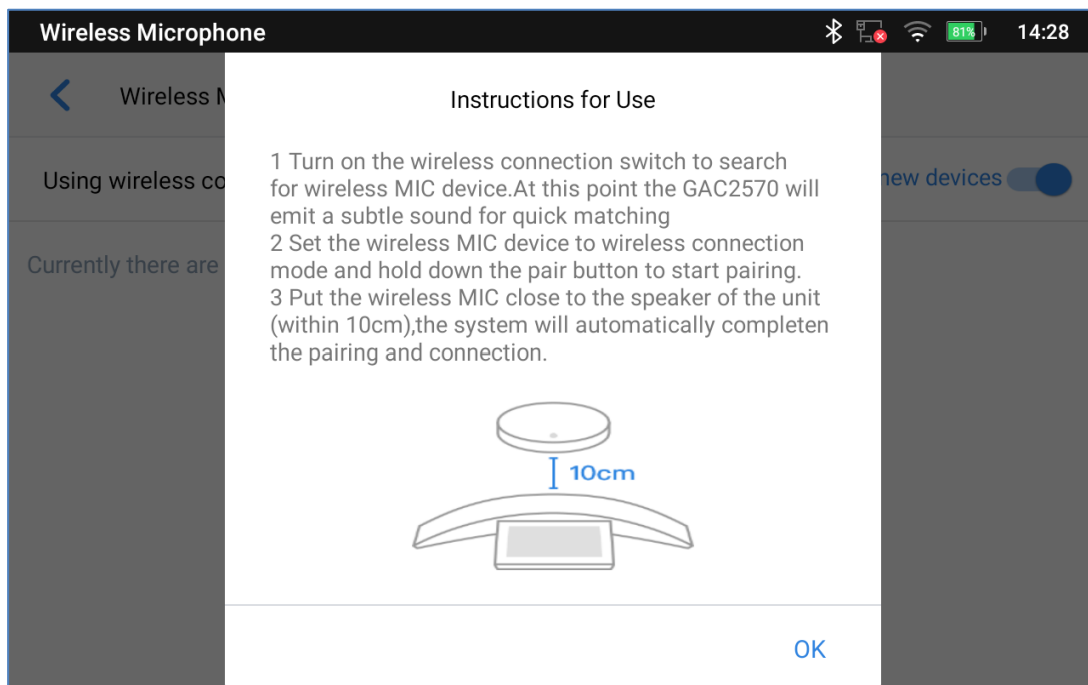 Wireless Microphone
81%
14:28
Wireless M
Instructions for Use
Using wireless co
new devices
Currently there are
1 Turn on the wireless connection switch to search
for wireless MIC device.At this point the GAC2570 will
emit a subtle sound for quick matching
2 Set the wireless MIC device to wireless connection
mode and hold down the pair button to start pairing.
3 Put the wireless MIC close to the speaker of the unit
(within 10cm),the system will automatically completen
the pairing and connection.
10cm
OK